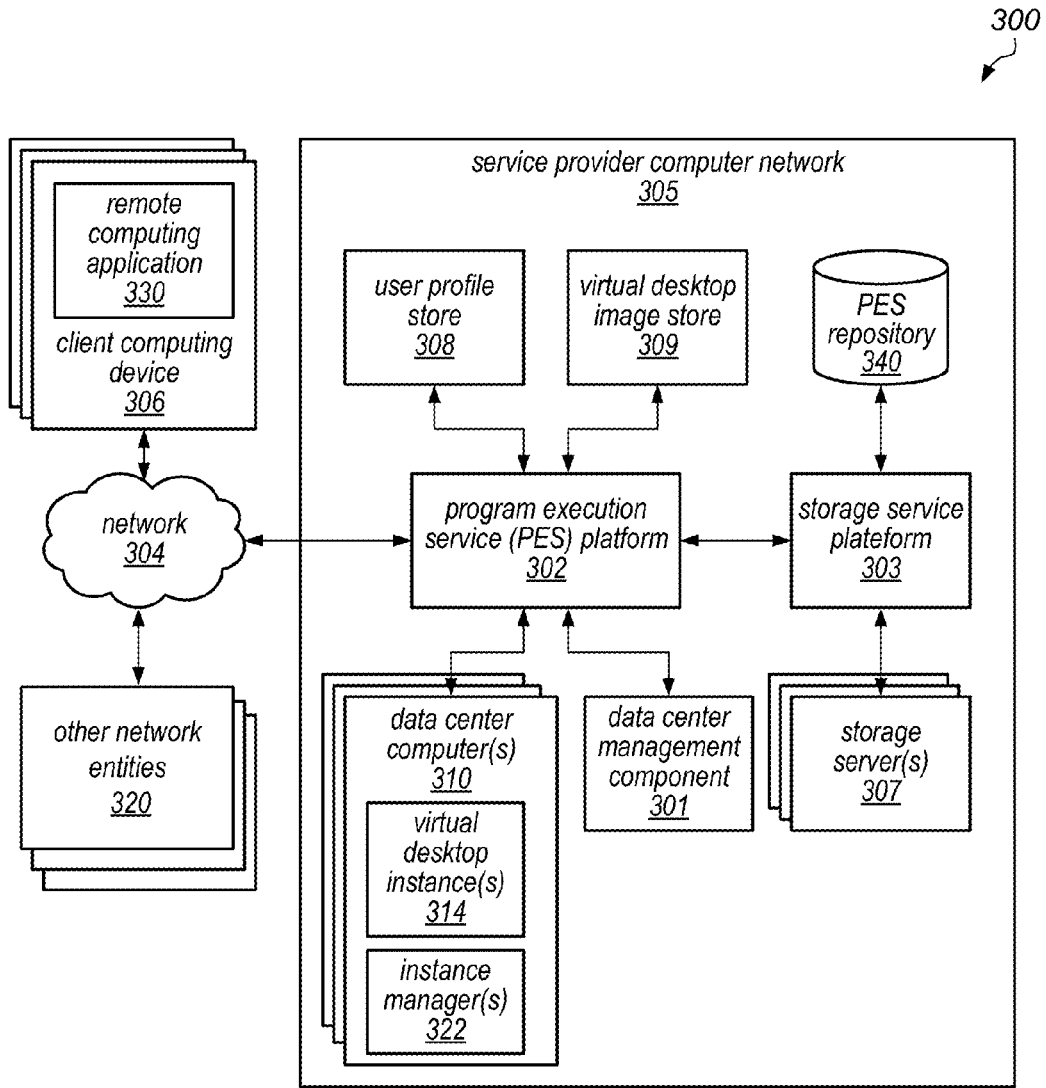 300
service provider computer network
305
remote
computing
application
330
client computing
device
306
user profile
store
308
virtual desktop
image store
309
PES
repository
340
network
304
program execution
service (PES) platform
302
storage service
plateform
303
other network
entities
320
data center
computer(s)
310
virtual
desktop
instance(s)
314
instance
manager(s)
322
data center
management
component
301
storage
server(s)
307